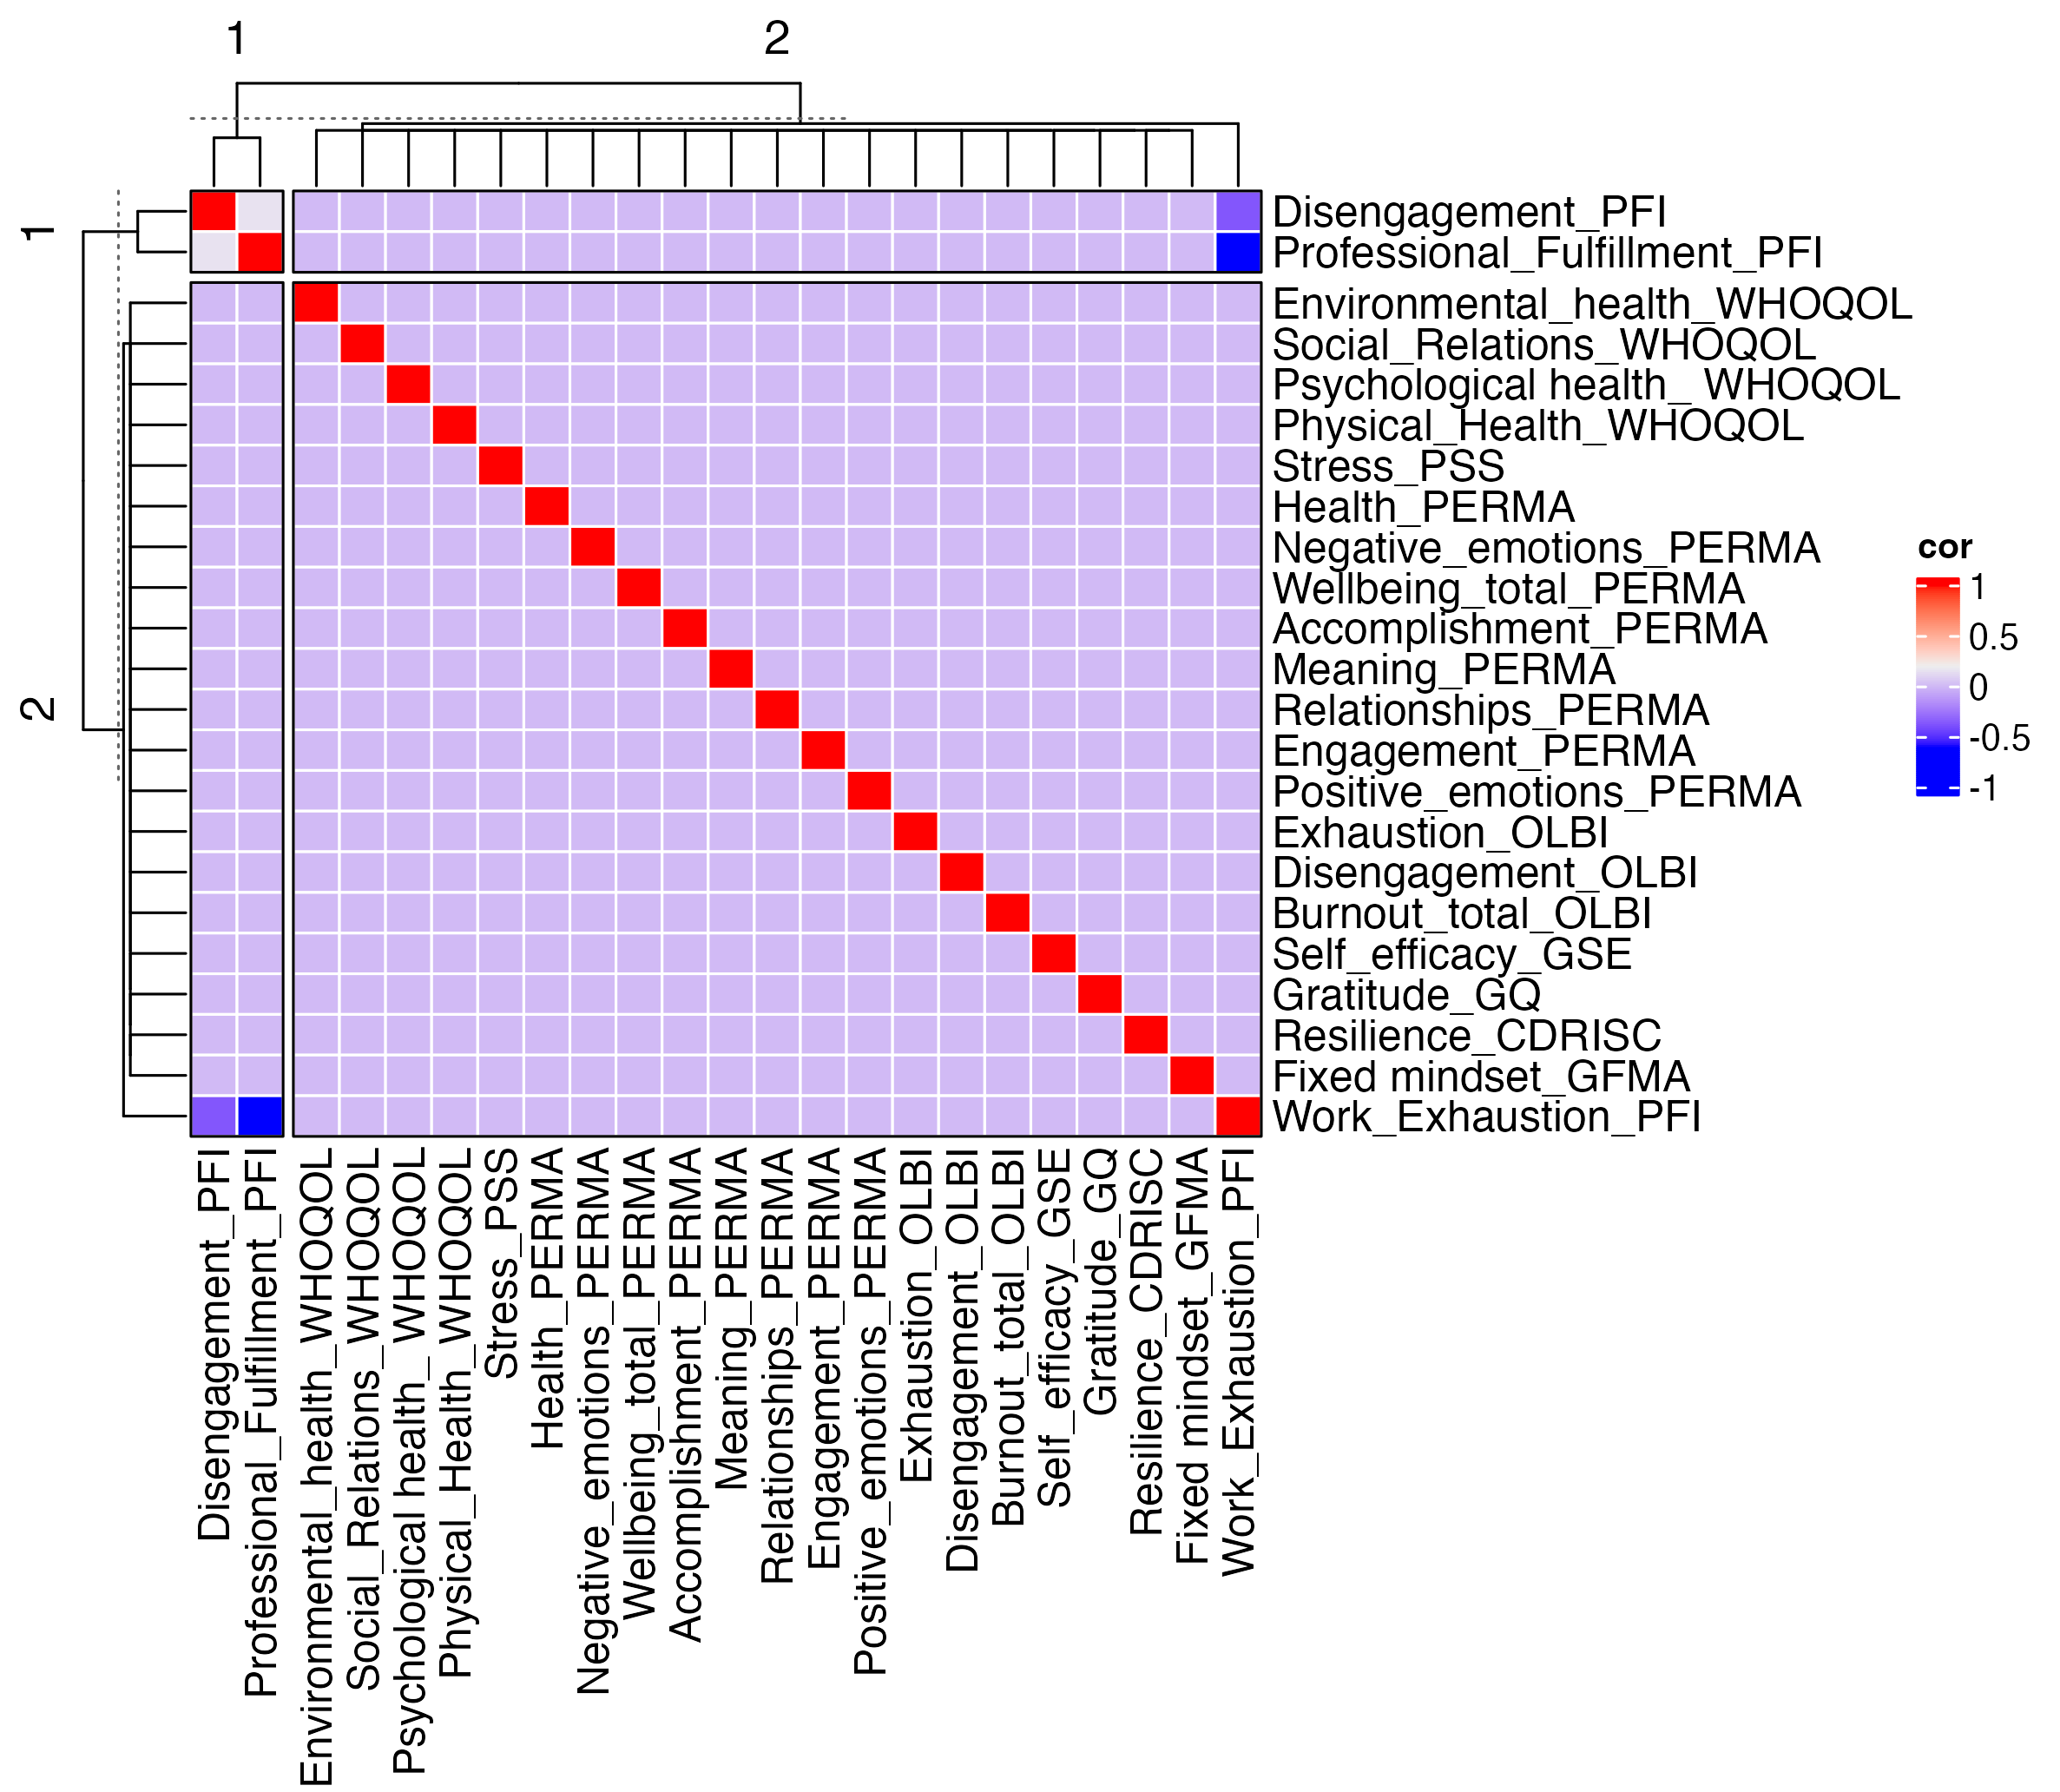 1
2
1
2
Disengagement_PFI
Professional_Fulfillment_PFI
Environmental_health_WHOQOL
Social_Relations_WHOQOL
Psychological health_ WHOQOL
Physical_Health_WHOQOL
Stress_PSS
Health_PERMA
Negative_emotions_PERMA
Wellbeing_total_PERMA
Accomplishment_PERMA
Meaning_PERMA
Relationships_PERMA
Engagement_PERMA
Positive_emotions_PERMA
Exhaustion_OLBI
Disengagement_OLBI
Burnout_total_OLBI
Self_efficacy_GSE
Gratitude_GQ
Resilience_CDRISC
Fixed mindset_GFMA
Work_Exhaustion_PFI
cor
1
0.5
0
-0.5
-1
Disengagement_PFI
Professional_Fulfillment_PFI
Environmental_health_WHOQOL
Social_Relations_WHOQOL
Psychological health_ WHOQOL
Physical_Health_WHOQOL
Stress_PSS
Health_PERMA
Negative_emotions_PERMA
Wellbeing_total_PERMA
Accomplishment_PERMA
Meaning_PERMA
Relationships_PERMA
Engagement_PERMA
Positive_emotions_PERMA
Exhaustion_OLBI
Disengagement_OLBI
Burnout_total_OLBI
Self_efficacy_GSE
Gratitude_GQ
Resilience_CDRISC
Fixed mindset_GFMA
Work_Exhaustion_PFI